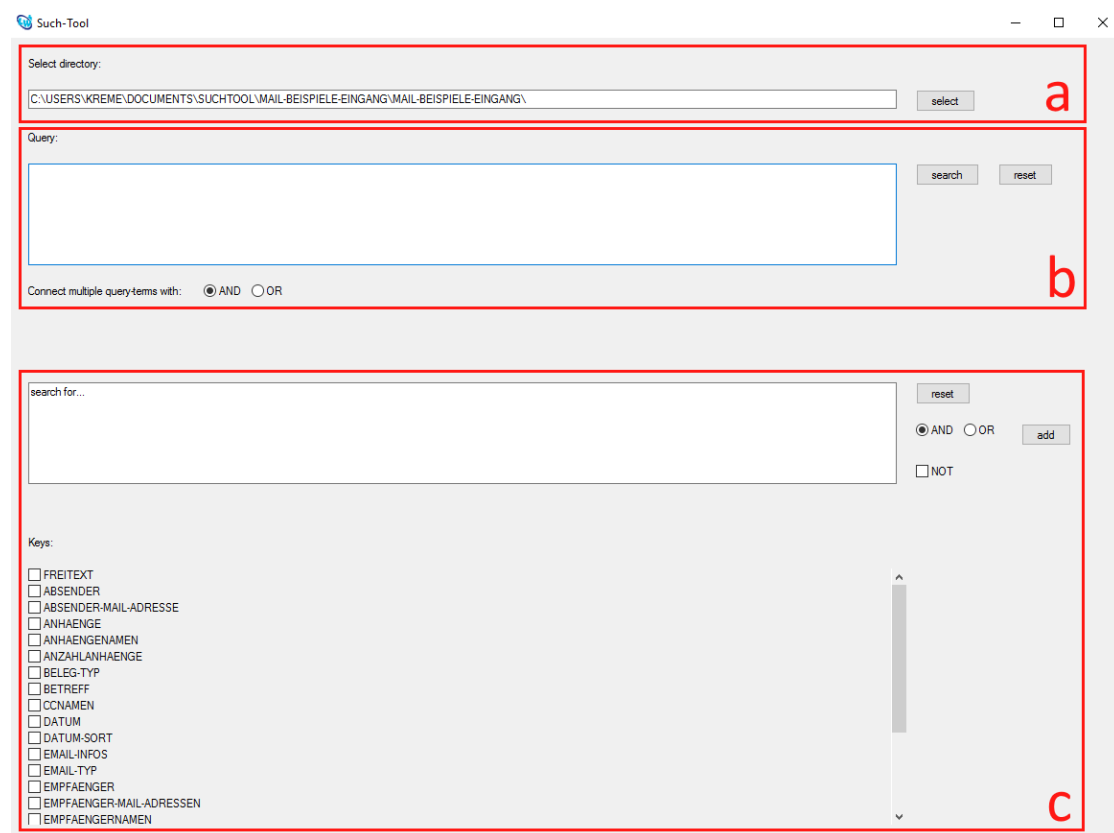 Such-Tool
Select directory:
C:\USERS\KREME\DOCUMENTS\SUCHTOOL\MAIL-BEISPIELE-EINGANG\MAIL-BEISPIELE-EINGANG\ select a
Query:
search reset
Connect multiple query-terms with: AND OR b
search for... reset
AND OR add
NOT
Keys:
FREITEXT
ABSENDER
ABSENDER-MAIL-ADRESSE
ANHAENGE
ANHAENGENAMEN
ANZAHLANHAENGE
BELEG-TYP
BETREFF
CCNAMEN
DATUM
DATUM-SORT
EMAIL-INFOS
EMAIL-TYP
EMPFAENGER
EMPFAENGER-MAIL-ADRESSEN
EMPFAENGERNAMEN c